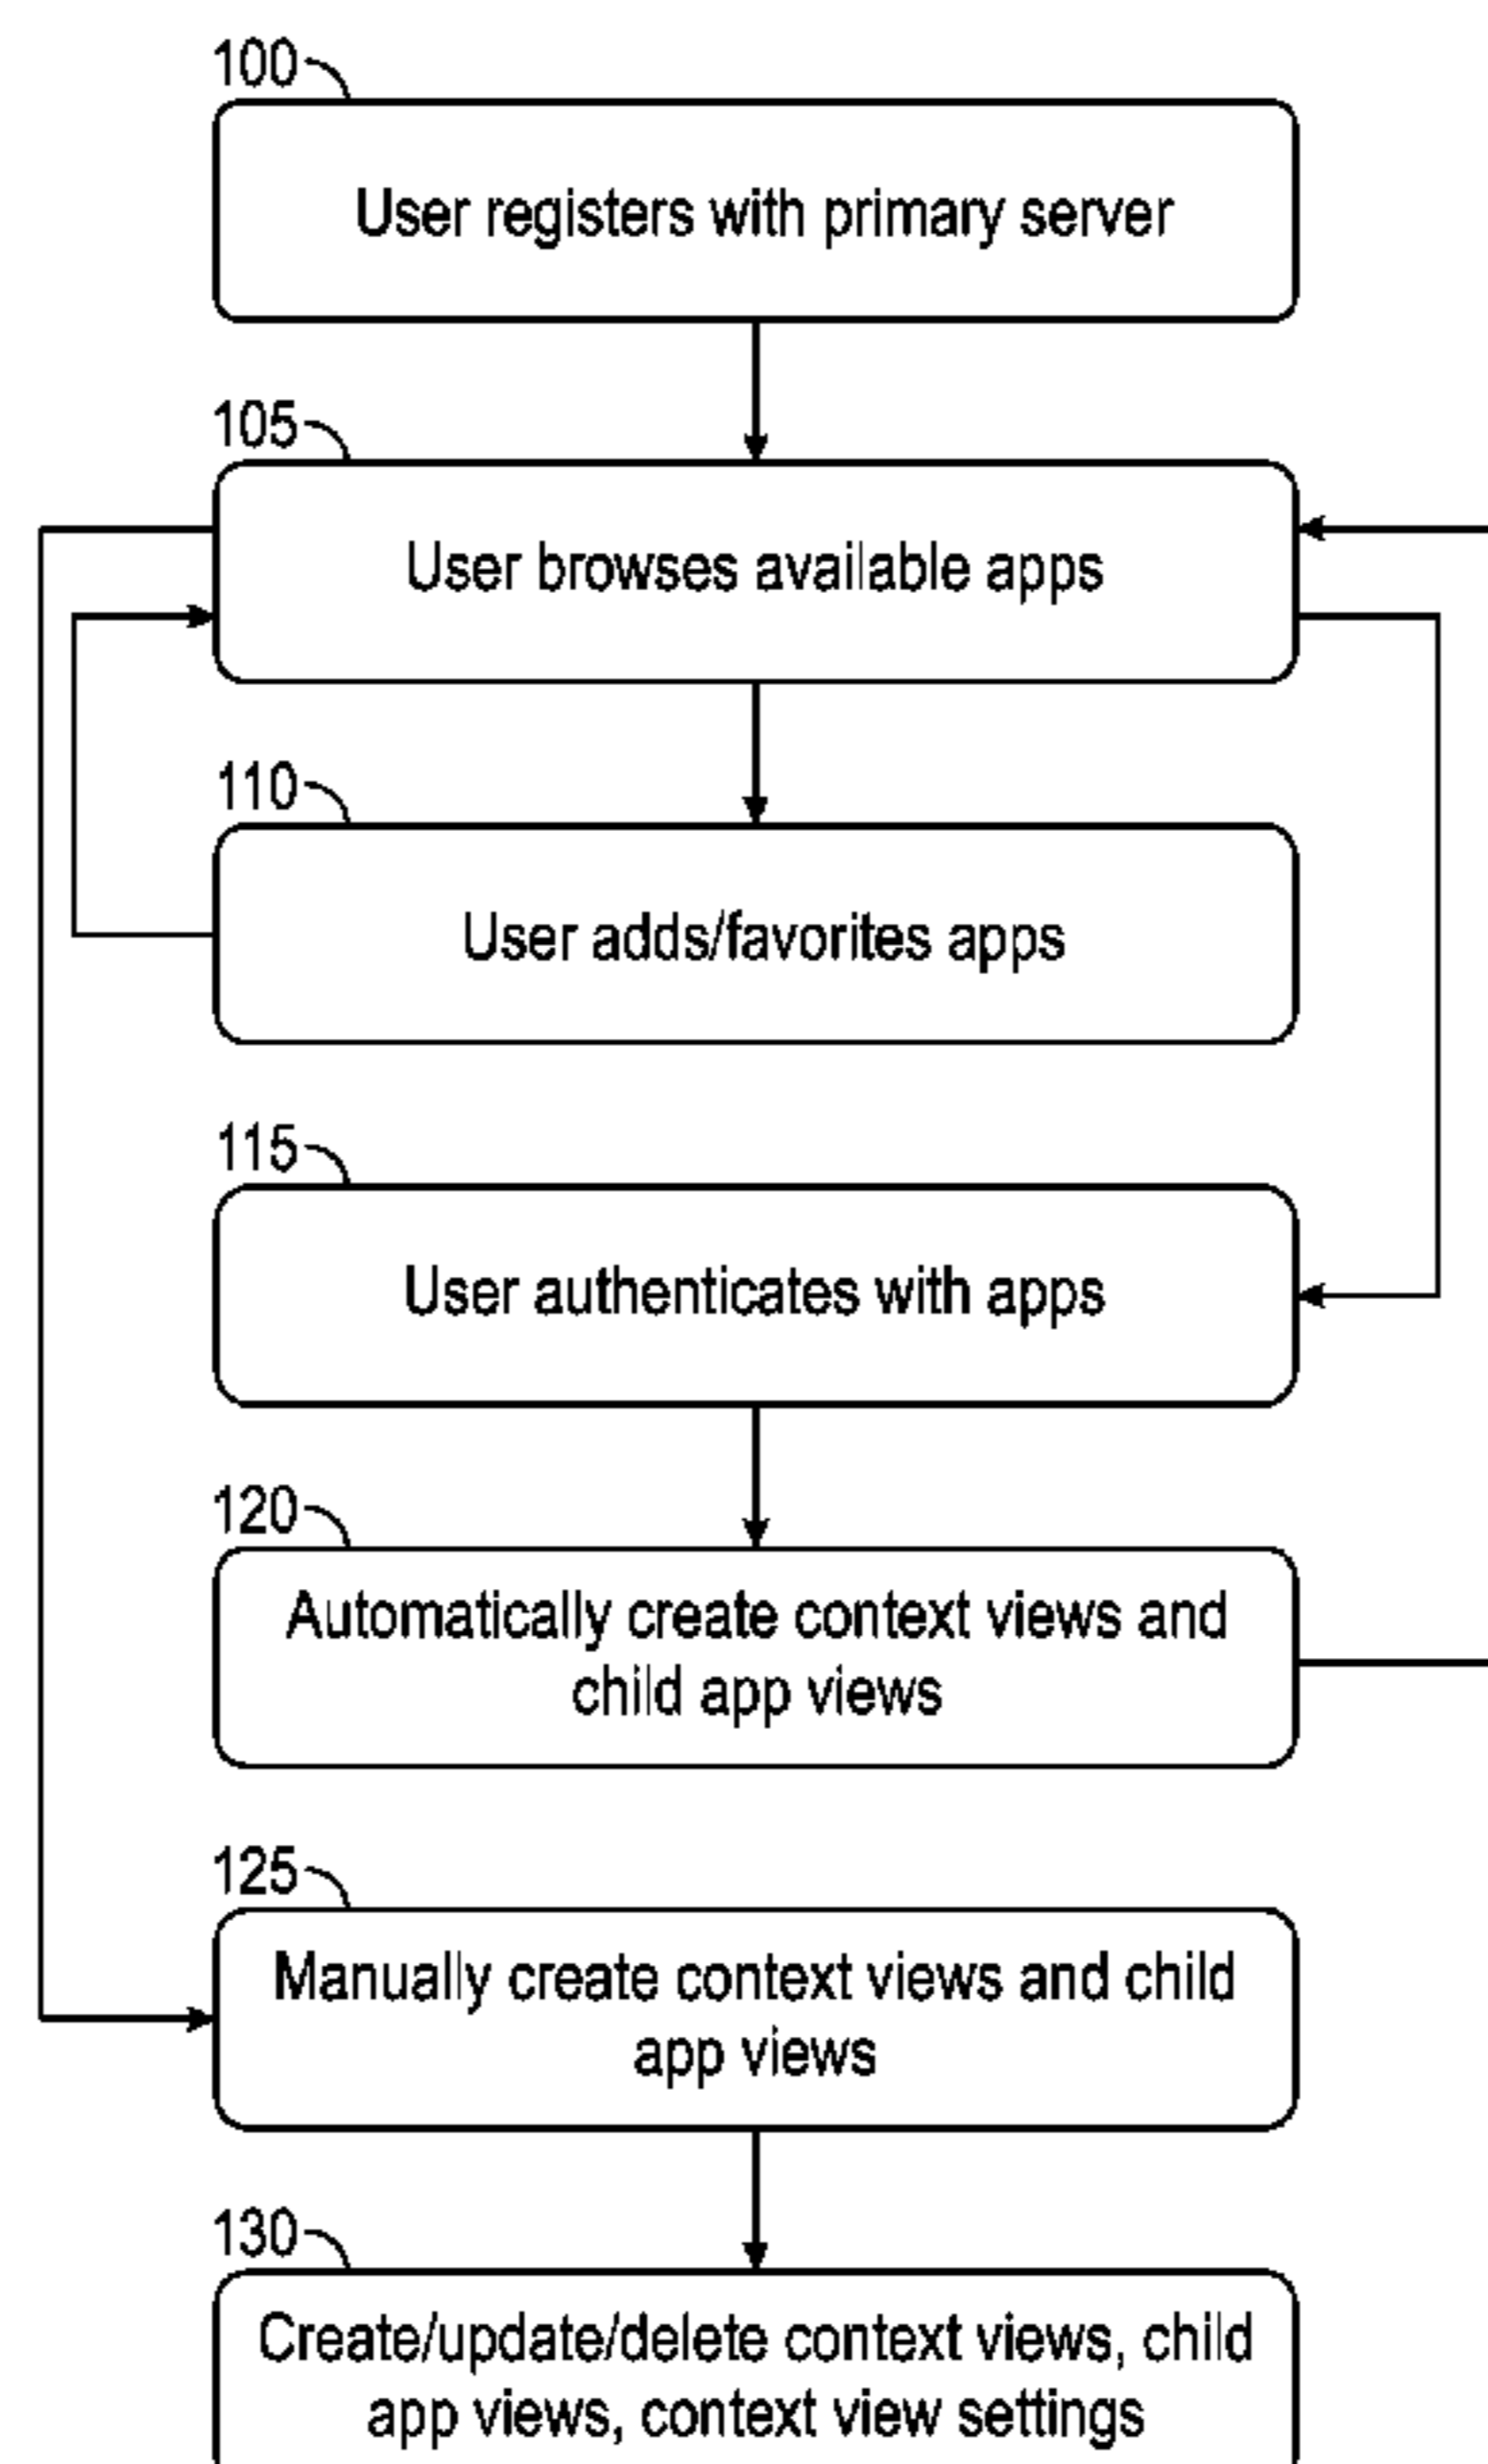 100
User registers with primary server
105
User browses available apps
110
User adds/favorites apps
115
User authenticates with apps
120
Automatically create context views and
child app views
125
Manually create context views and child
app views
130
Create/update/delete context views, child
app views, context view settings